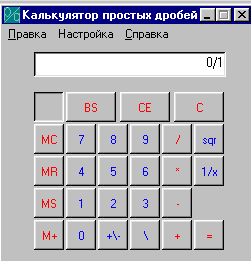 Калькулятор простых дробей
Правка Настройка Справка
0/1
BS CE C
MC 7 8 9 / sqr
MR 4 5 6 * 1/x
MS 1 2 3 -
M+ 0 +\- \ + =